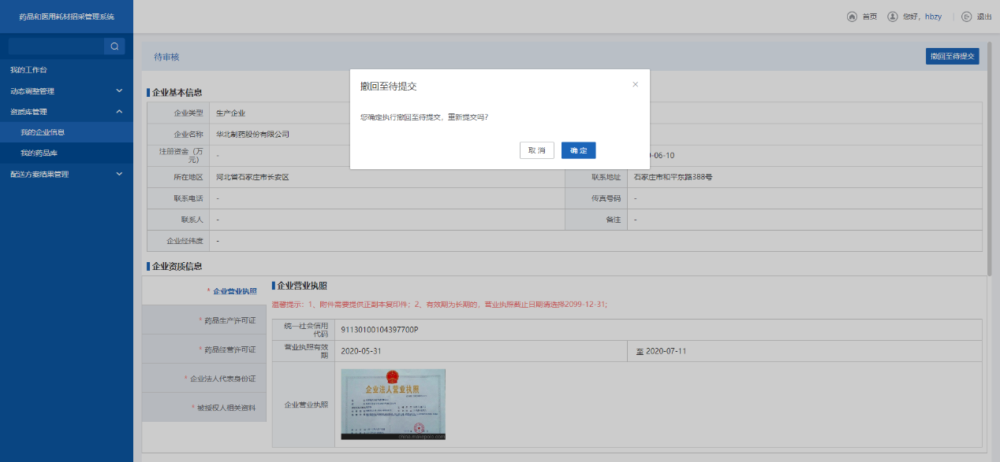 药品和医用耗材招采管理系统
首页
您好，hbzy
退出
我的工作台
动态调整管理
资质库管理
我的企业信息
我的药品库
配送方案结果管理
待审核
撤回至待提交
撤回至待提交
×
您确定执行撤回至待提交，重新提交吗?
取 消
确 定
企业基本信息
企业类型 生产企业
企业名称 华北制药股份有限公司
注册资金（万元） -
-06-10
所在地区 河北省石家庄市长安区 联系地址 石家庄市和平东路388号
联系电话 - 传真号码 -
联系人 - 备注 -
企业经纬度 -
企业资质信息
* 企业营业执照
* 药品生产许可证
* 药品经营许可证
* 企业法人代表身份证
* 被授权人相关资料
企业营业执照
温馨提示：1、附件需要提供正副本复印件；2、有效期为长期的，营业执照截止日期请选择2099-12-31;
统一社会信用代码 91130100104397700P
营业执照有效期 2020-05-31 至 2020-07-11
企业营业执照
企业法人营业执照
china.makepolo.com